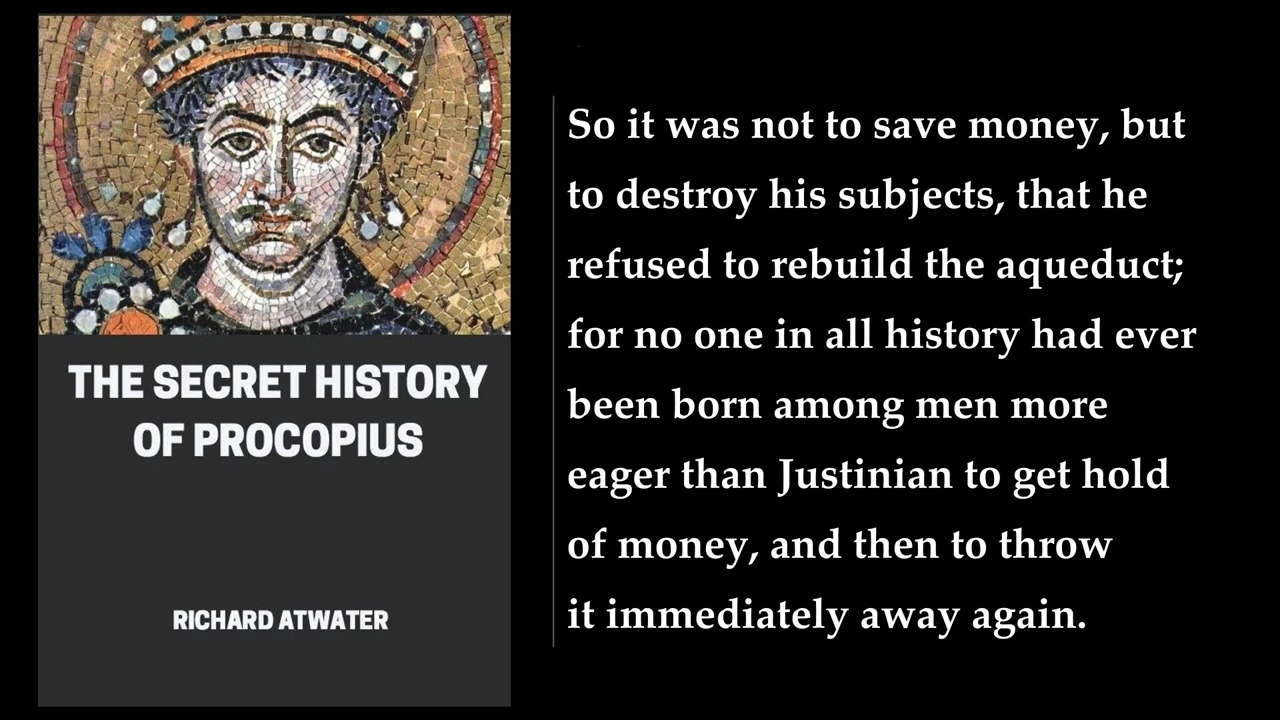 THE SECRET HISTORY
OF PROCOPIUS
RICHARD ATWATER
So it was not to save money, but
to destroy his subjects, that he
refused to rebuild the aqueduct;
for no one in all history had ever
been born among men more
eager than Justinian to get hold
of money, and then to throw
it immediately away again.